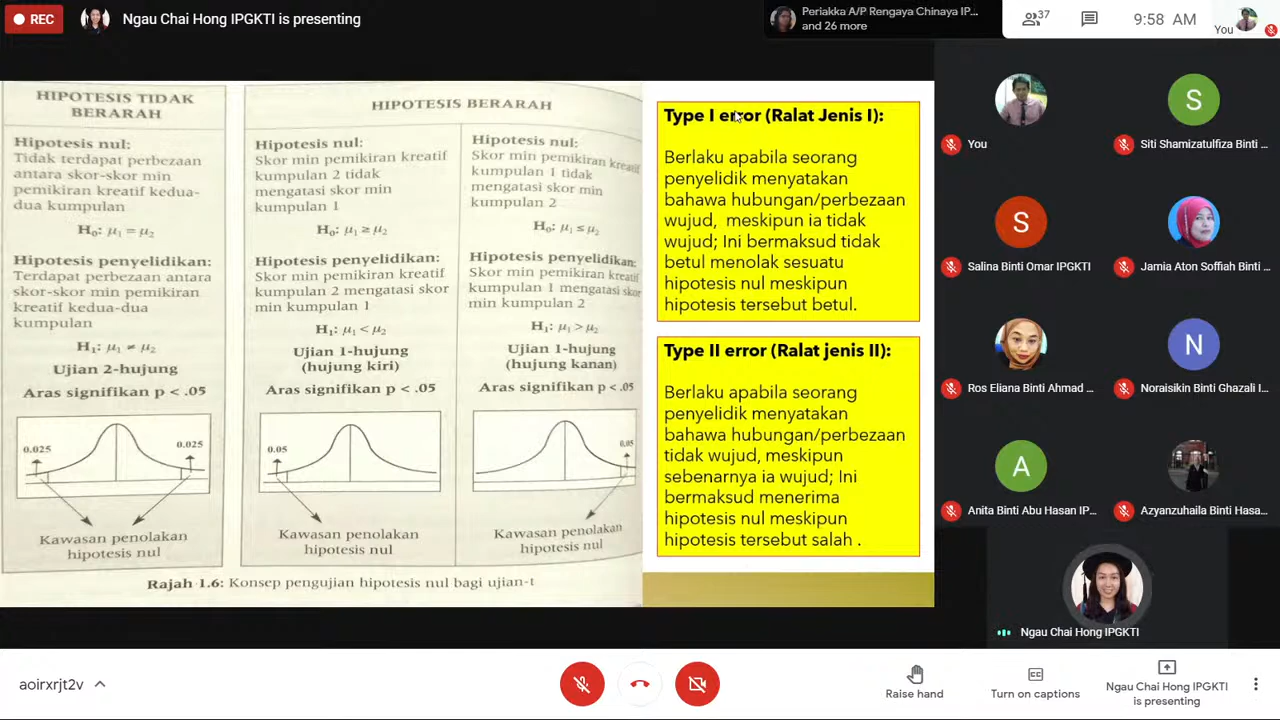 REC
Ngau Chai Hong IPGKTI is presenting
Periakka A/P Rengaya Chinaya IP...
and 26 more
37
9:58 AM
You
HIPOTESIS TIDAK
BERARAH
Hipotesis nul:
Tidak terdapat perbezaan
antara skor-skor min
pemikiran kreatif kedua-
dua kumpulan
H₀: μ₁ = μ₂
Hipotesis penyelidikan:
Terdapat perbezaan antara
skor-skor min pemikiran
kreatif kedua-dua
kumpulan
H₁: μ₁ ≠ μ₂
Ujian 2-hujung
Aras signifikan p < .05
0.025
0.025
Kawasan penolakan
hipotesis nul
HIPOTESIS BERARAH
Hipotesis nul:
Skor min pemikiran kreatif
kumpulan 2 tidak
mengatasi skor min
kumpulan 1
H₀: μ₁ ≥ μ₂
Hipotesis penyelidikan:
Skor min pemikiran kreatif
kumpulan 2 mengatasi skor
min kumpulan 1
H₁: μ₁ < μ₂
Ujian 1-hujung
(hujung kiri)
Aras signifikan p < .05
0.05
Kawasan penolakan
hipotesis nul
Hipotesis nul:
Skor min pemikiran kreatif
kumpulan 1 tidak
mengatasi skor min
kumpulan 2
H₀: μ₁ ≤ μ₂
Hipotesis penyelidikan:
Skor min pemikiran kreatif
kumpulan 1 mengatasi skor
min kumpulan 2
H₁: μ₁ > μ₂
Ujian 1-hujung
(hujung kanan)
Aras signifikan p < .05
0.05
Kawasan penolakan
hipotesis nul
Rajah 1.6: Konsep pengujian hipotesis nul bagi ujian-t
Type I error (Ralat Jenis I):
Berlaku apabila seorang
penyelidik menyatakan
bahawa hubungan/perbezaan
wujud, meskipun ia tidak
wujud; Ini bermaksud tidak
betul menolak sesuatu
hipotesis nul meskipun
hipotesis tersebut betul.
Type II error (Ralat jenis II):
Berlaku apabila seorang
penyelidik menyatakan
bahawa hubungan/perbezaan
tidak wujud, meskipun
sebenarnya ia wujud; Ini
bermaksud menerima
hipotesis nul meskipun
hipotesis tersebut salah .
You
S
Siti Shamizatulfiza Binti ...
S
Salina Binti Omar IPGKTI
Jamia Aton Soffiah Binti ...
Ros Eliana Binti Ahmad ...
N
Noraisikin Binti Ghazali I...
A
Anita Binti Abu Hasan IP...
Azyanzuhaila Binti Hasa...
Ngau Chai Hong IPGKTI
aoirxrjt2v
Raise hand
Turn on captions
Ngau Chai Hong IPGKTI
is presenting